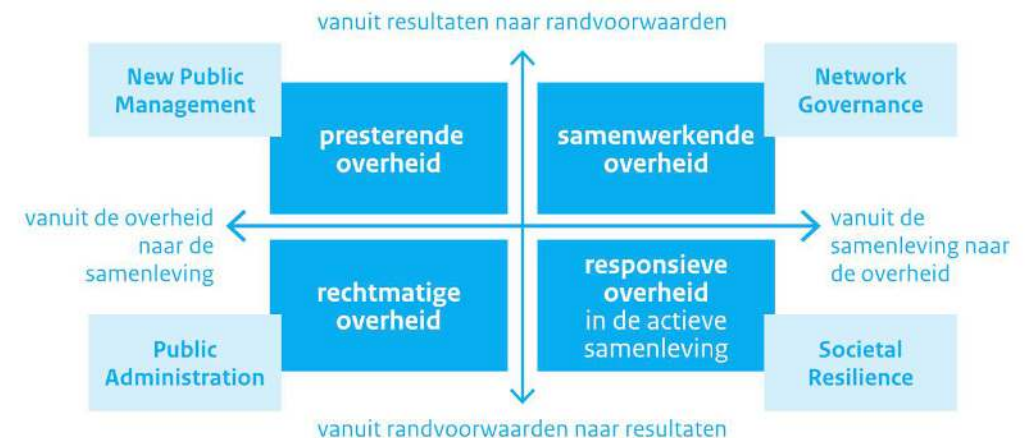 vanuit resultaten naar randvoorwaarden
New Public
Management
Network
Governance
presterende
overheid
samenwerkende
overheid
vanuit de overheid
naar de
samenleving
vanuit de
samenleving naar
de overheid
rechtmatige
overheid
responsieve
overheid
in de actieve
samenleving
Public
Administration
Societal
Resilience
vanuit randvoorwaarden naar resultaten